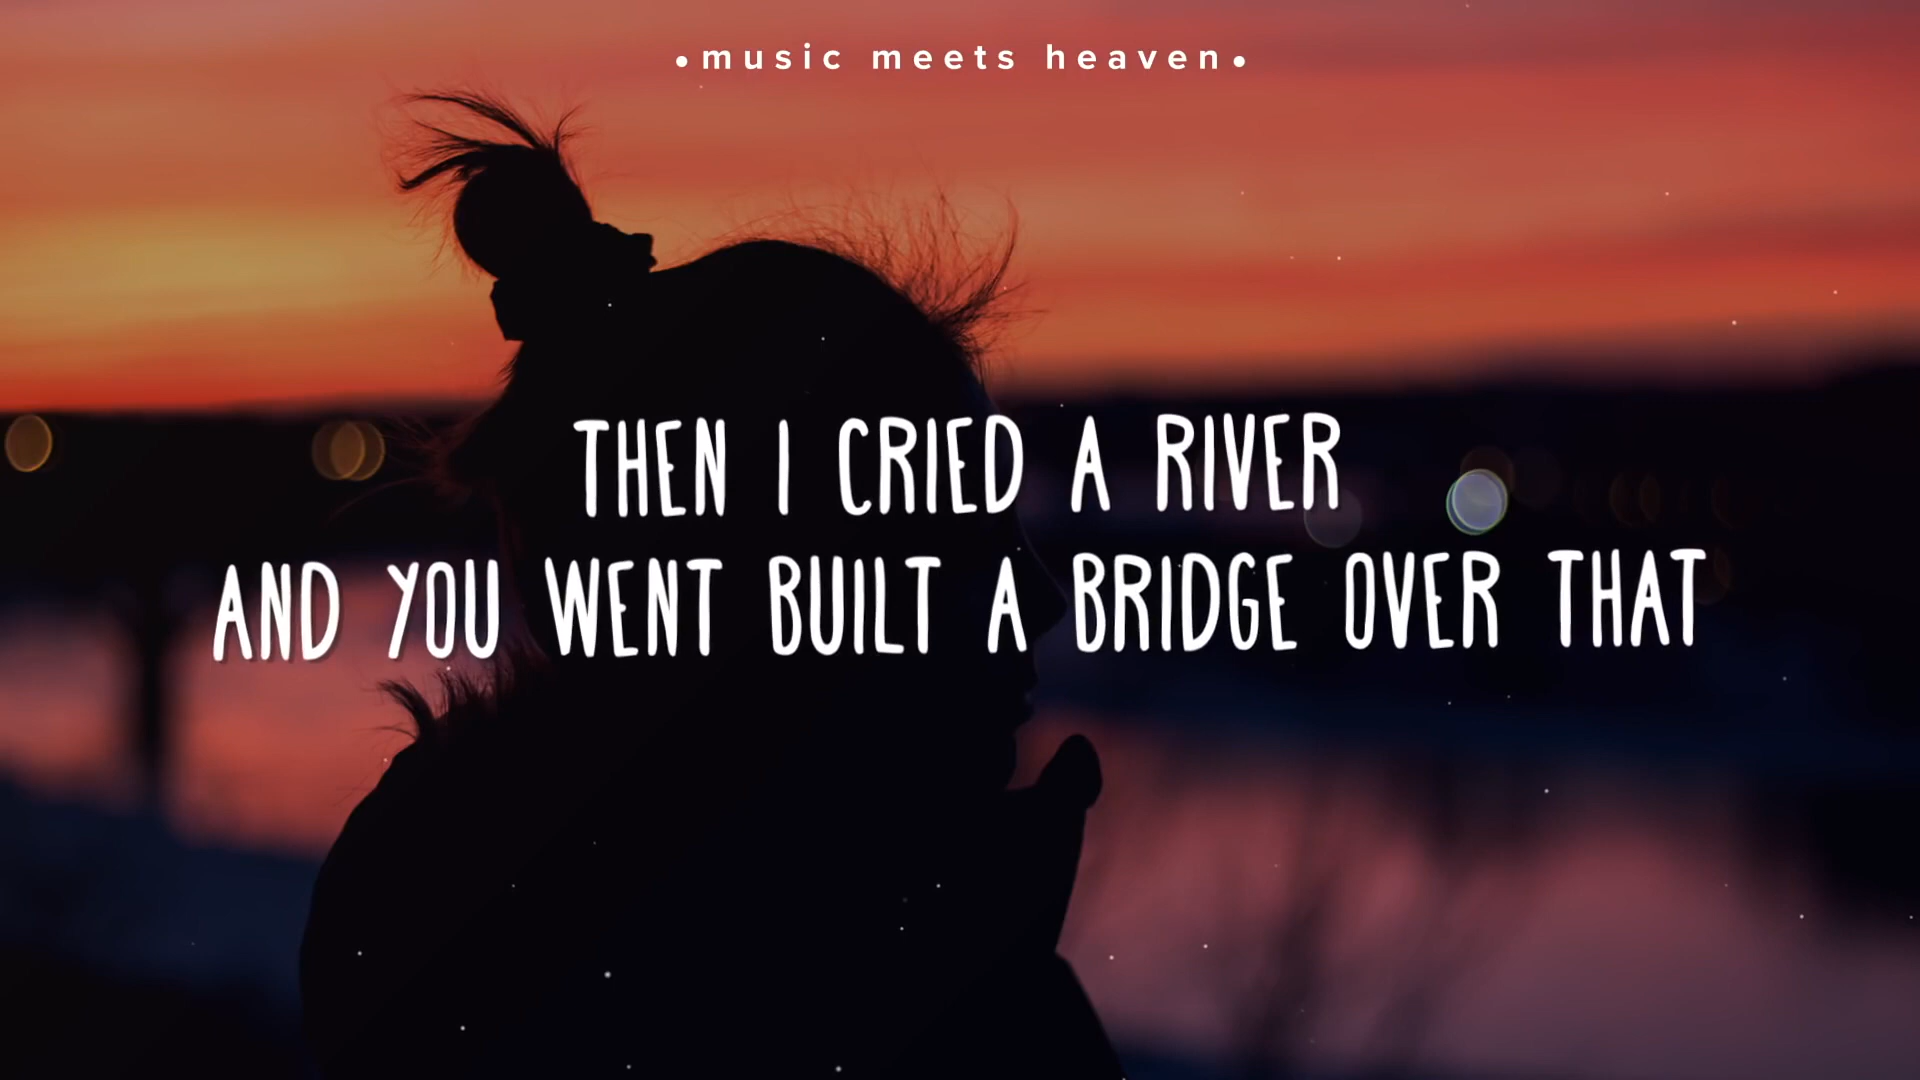 •music meets heaven•
THEN I CRIED A RIVER
AND YOU WENT BUILT A BRIDGE OVER THAT